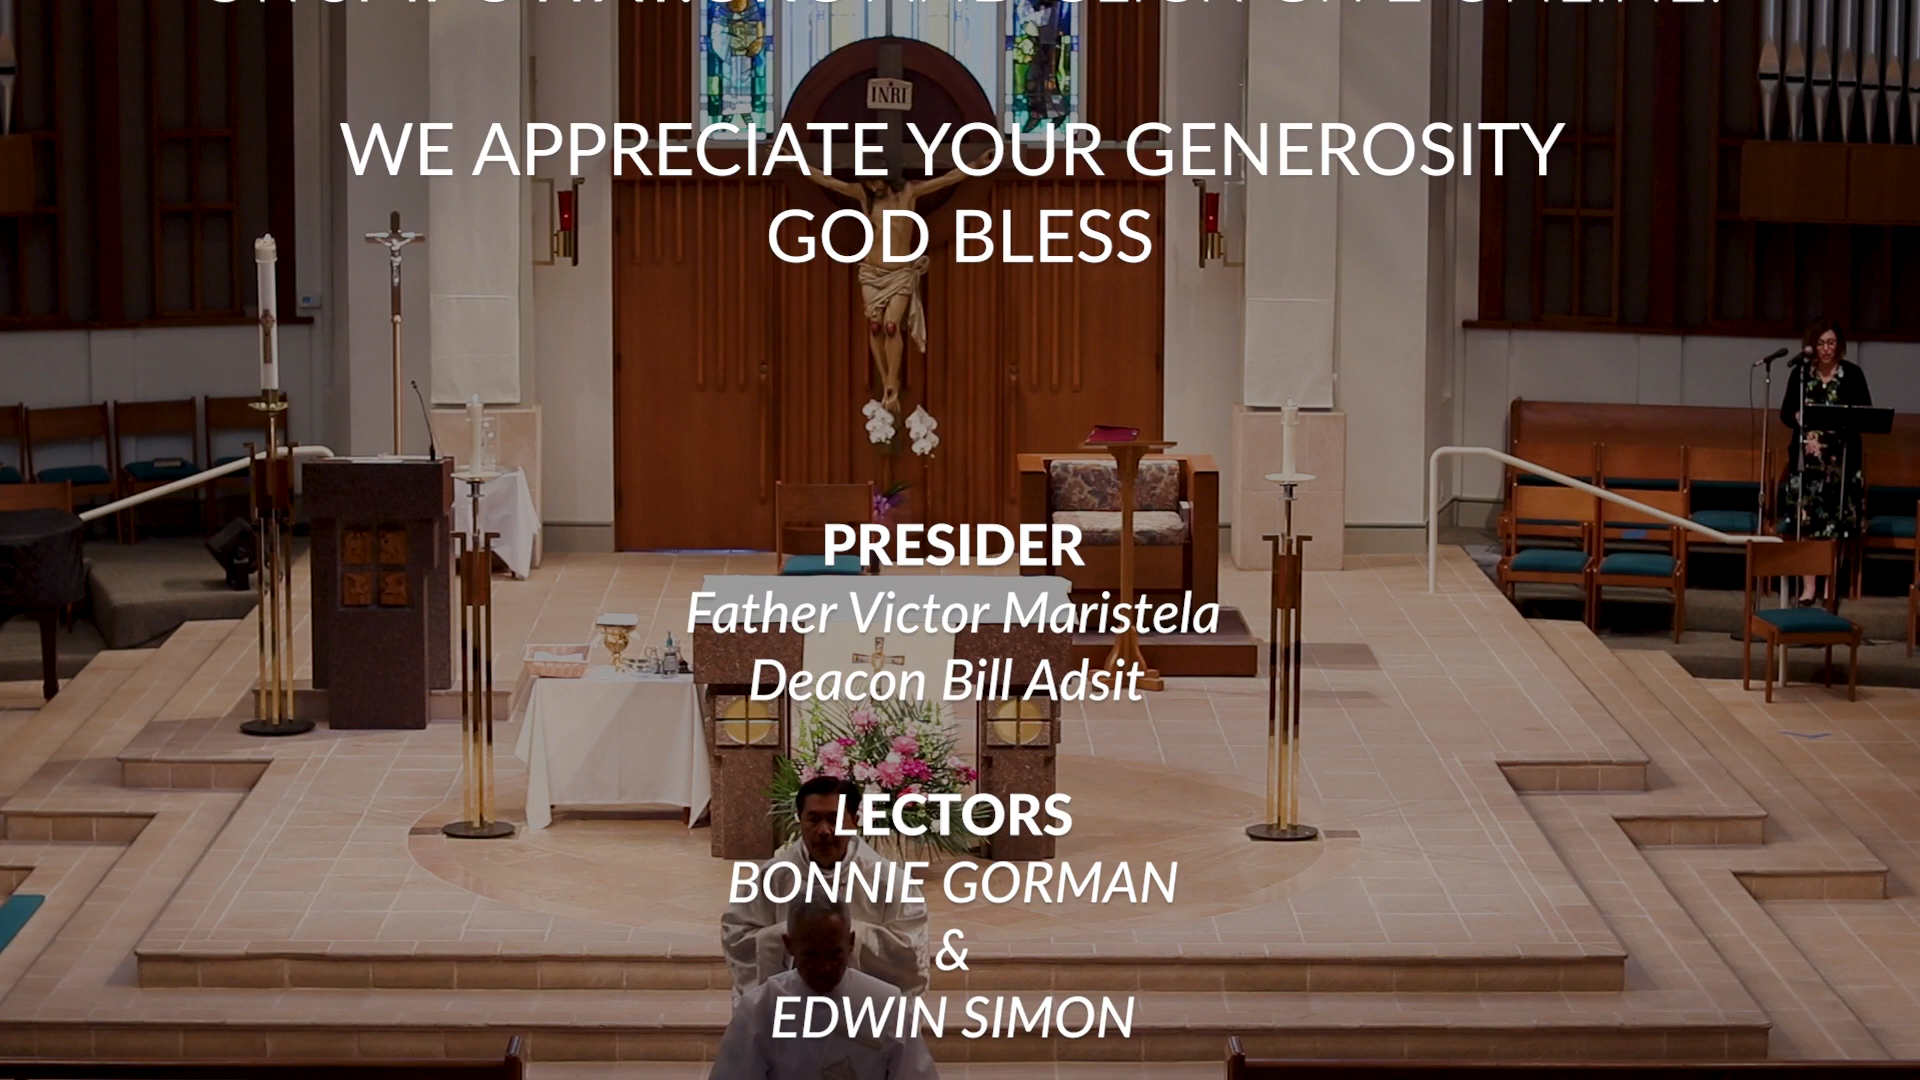 WE APPRECIATE YOUR GENEROSITY
GOD BLESS
INRI
PRESIDER
Father Victor Maristela
Deacon Bill Adsit
LECTORS
BONNIE GORMAN
&
EDWIN SIMON